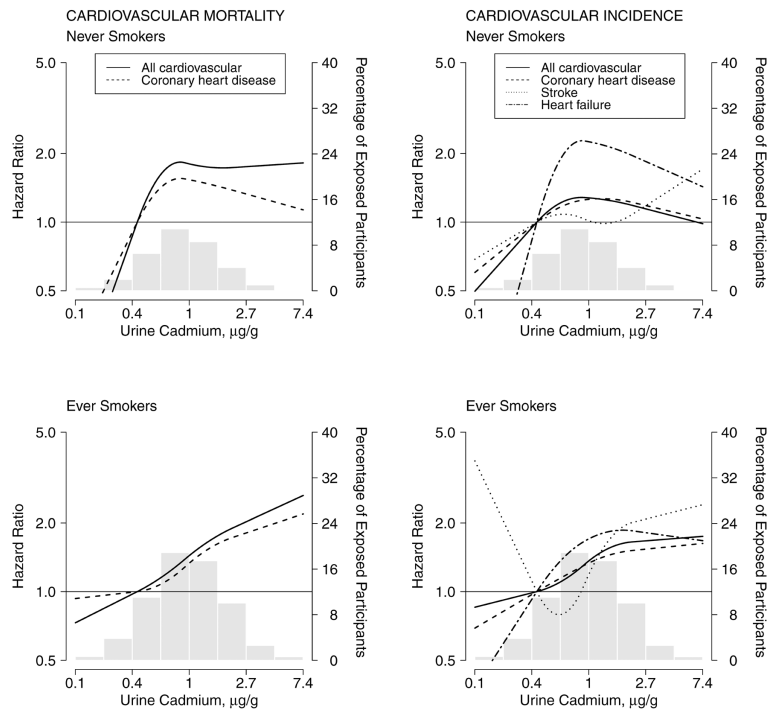 CARDIOVASCULAR MORTALITY
Never Smokers
All cardiovascular
Coronary heart disease
5.0
2.0
1.0
0.5
Hazard Ratio
40
32
24
16
8
0
Percentage of Exposed Participants
0.1 0.4 1 2.7 7.4
Urine Cadmium, μg/g
CARDIOVASCULAR INCIDENCE
Never Smokers
All cardiovascular
Coronary heart disease
Stroke
Heart failure
5.0
2.0
1.0
0.5
Hazard Ratio
40
32
24
16
8
0
Percentage of Exposed Participants
0.1 0.4 1 2.7 7.4
Urine Cadmium, μg/g
Ever Smokers
5.0
2.0
1.0
0.5
Hazard Ratio
40
32
24
16
8
0
Percentage of Exposed Participants
0.1 0.4 1 2.7 7.4
Urine Cadmium, μg/g
Ever Smokers
5.0
2.0
1.0
0.5
Hazard Ratio
40
32
24
16
8
0
Percentage of Exposed Participants
0.1 0.4 1 2.7 7.4
Urine Cadmium, μg/g